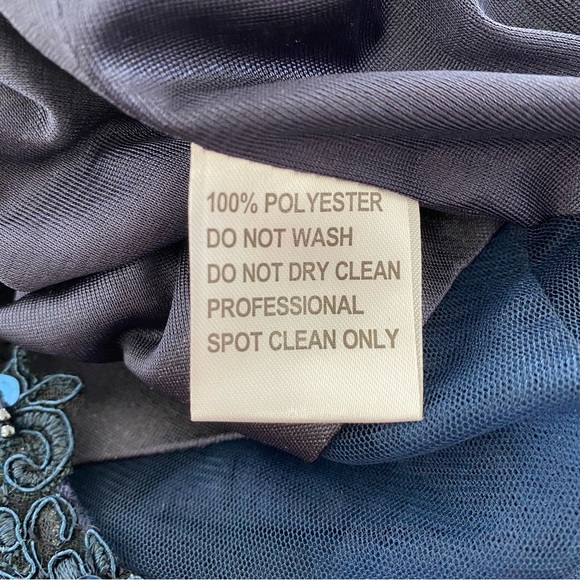 100% POLYESTER
DO NOT WASH
DO NOT DRY CLEAN
PROFESSIONAL
SPOT CLEAN ONLY